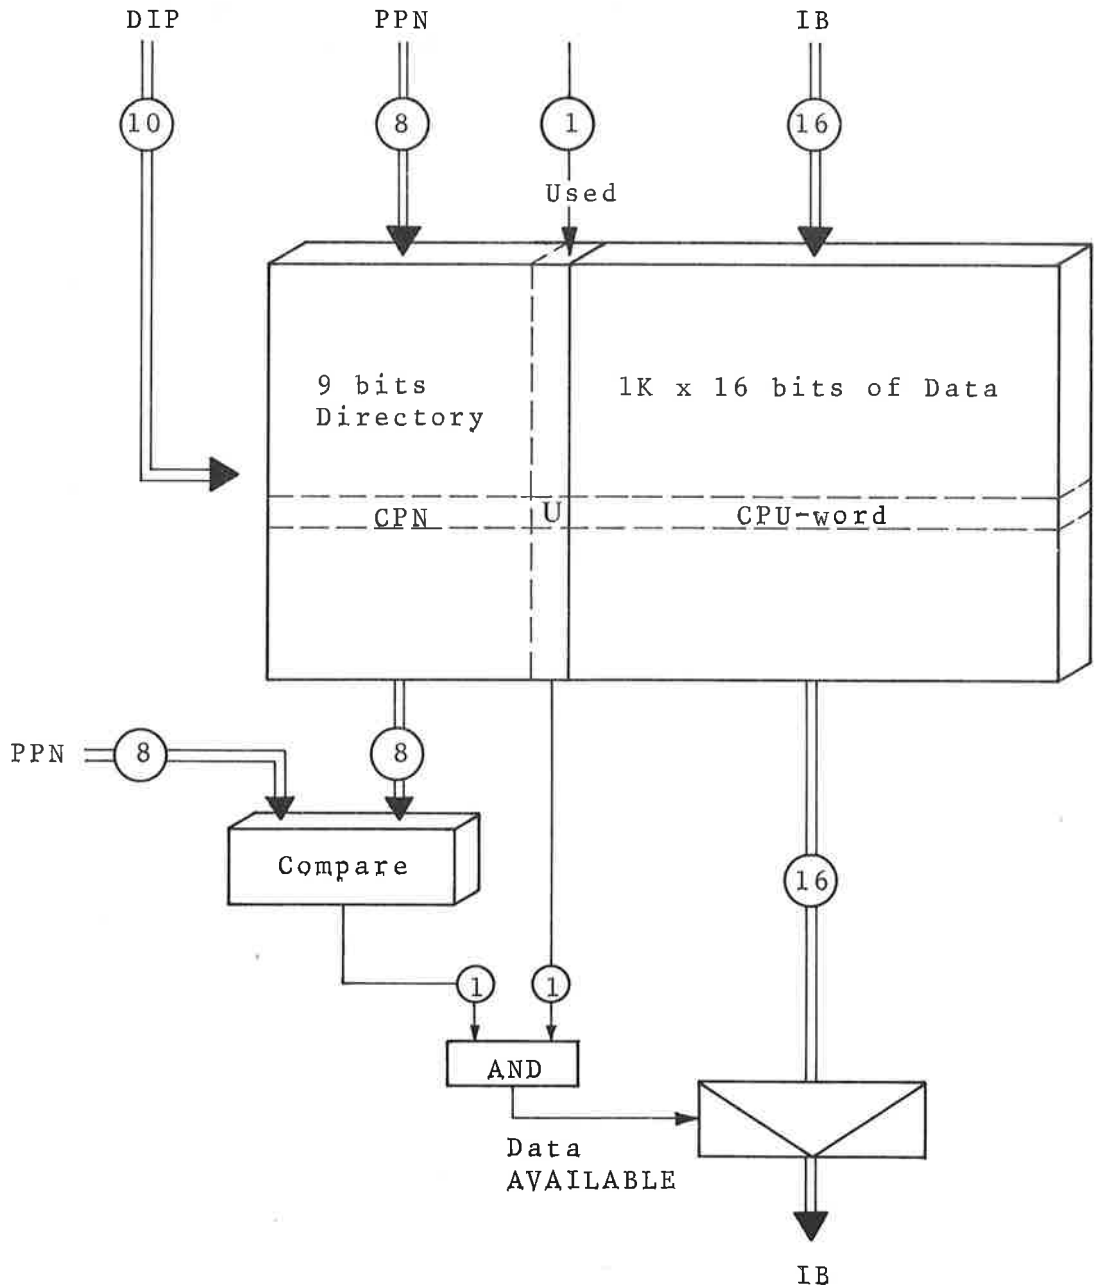 DIP PPN IB
10 8 1 16
Used
9 bits
Directory
1K x 16 bits of Data
CPN U CPU-word
PPN 8 8
Compare
16
1 1
AND
Data
AVAILABLE
IB